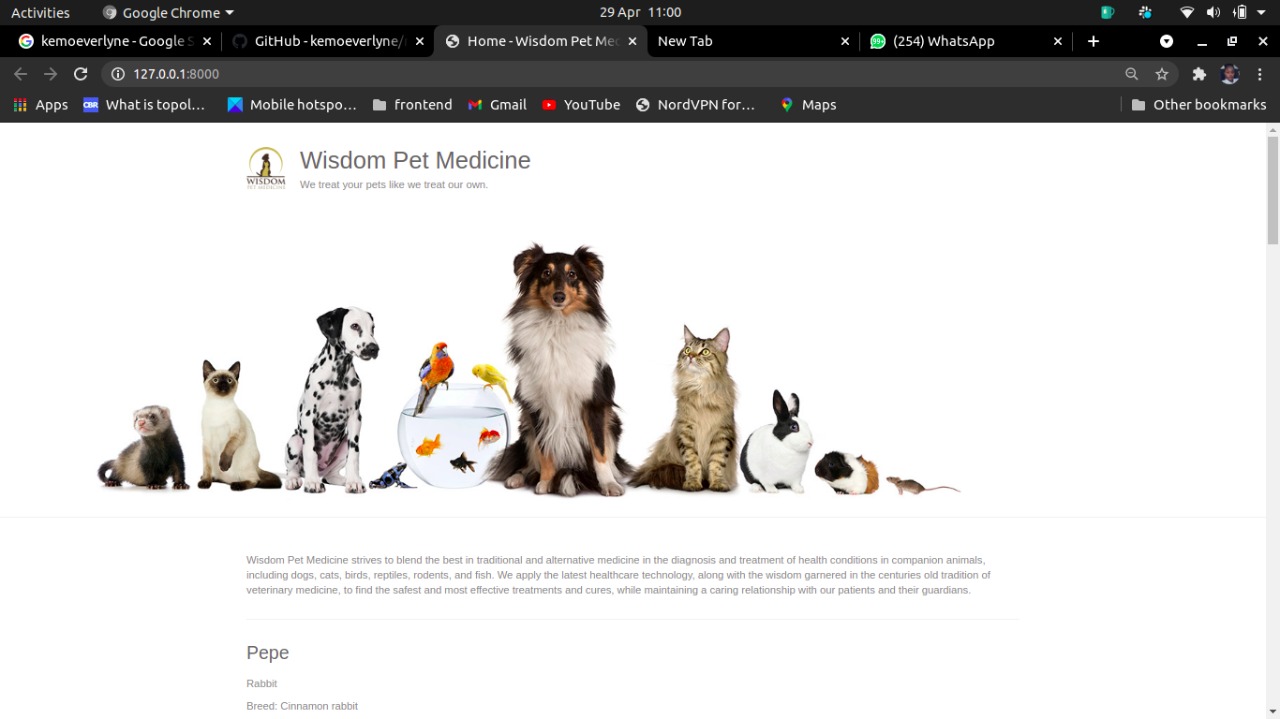 Activities
Google Chrome
29 Apr 11:00
kemoeverlyne - Google S
GitHub - kemoeverlyne/
Home - Wisdom Pet Med
New Tab
(254) WhatsApp
127.0.0.1:8000
Apps
CBR
What is topol...
Mobile hotspo...
frontend
Gmail
YouTube
NordVPN for...
Maps
Other bookmarks
WISDOM
PET MEDICINE
Wisdom Pet Medicine
We treat your pets like we treat our own.
Wisdom Pet Medicine strives to blend the best in traditional and alternative medicine in the diagnosis and treatment of health conditions in companion animals,
including dogs, cats, birds, reptiles, rodents, and fish. We apply the latest healthcare technology, along with the wisdom garnered in the centuries old tradition of
veterinary medicine, to find the safest and most effective treatments and cures, while maintaining a caring relationship with our patients and their guardians.
Pepe
Rabbit
Breed: Cinnamon rabbit